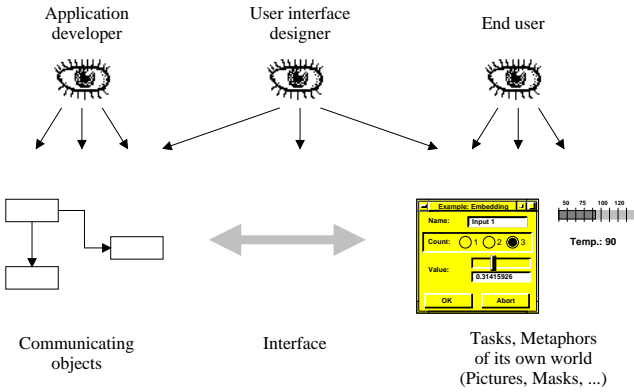 Application
developer
User interface
designer
End user
Example: Embedding
Name: Input 1
Count: 1 2 3
Value:
0.31415926
OK Abort
50 75 100 120
Temp.: 90
Communicating
objects
Interface
Tasks, Metaphors
of its own world
(Pictures, Masks, ...)